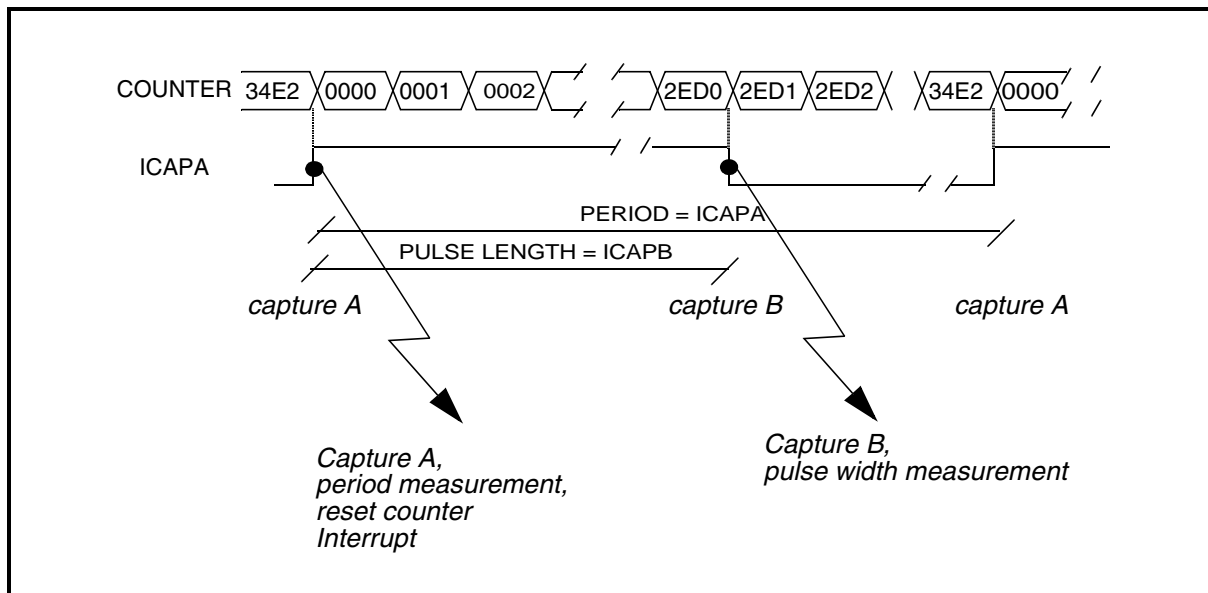 COUNTER 34E2 0000 0001 0002 2ED0 2ED1 2ED2 34E2 0000
ICAPA
PERIOD = ICAPA
PULSE LENGTH = ICAPB
capture A capture B capture A
Capture A,
period measurement,
reset counter
Interrupt
Capture B,
pulse width measurement